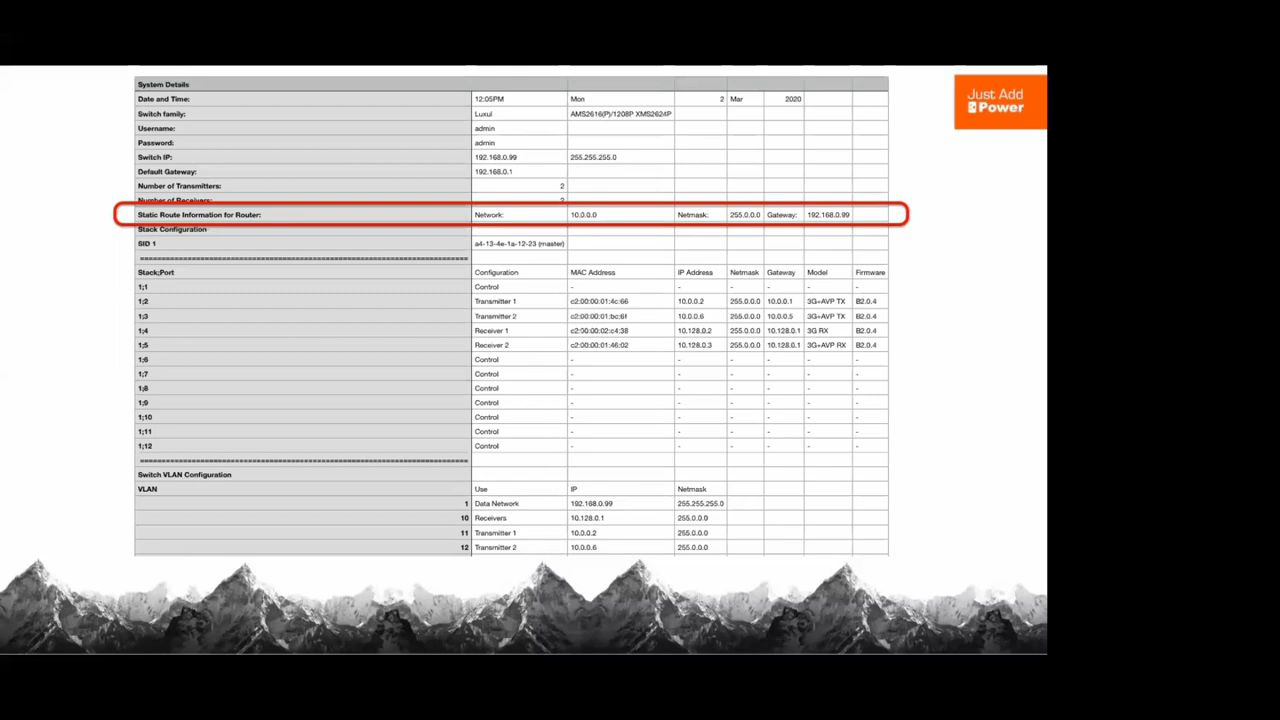 System Details
Date and Time: 12:05PM Mon 2 Mar 2020
Switch family: Luxul AMS2616(P)/1208P XMS2624P
Username: admin
Password: admin
Switch IP: 192.168.0.99 255.255.255.0
Default Gateway: 192.168.0.1
Number of Transmitters: 2
Number of Receivers: 2
Static Route Information for Router: Network: 10.0.0.0 Netmask: 255.0.0.0 Gateway: 192.168.0.99
Stack Configuration
SID 1 a4-13-4e-1a-12-23 (master)
Stack;Port Configuration MAC Address IP Address Netmask Gateway Model Firmware
1;1 Control - - - - - -
1;2 Transmitter 1 c2:00:00:01:4c:66 10.0.0.2 255.0.0.0 10.0.0.1 3G+AVP TX B2.0.4
1;3 Transmitter 2 c2:00:00:01:bc:6f 10.0.0.6 255.0.0.0 10.0.0.5 3G+AVP TX B2.0.4
1;4 Receiver 1 c2:00:00:02:c4:38 10.128.0.2 255.0.0.0 10.128.0.1 3G RX B2.0.4
1;5 Receiver 2 c2:00:00:01:46:02 10.128.0.3 255.0.0.0 10.128.0.1 3G+AVP RX B2.0.4
1;6 Control - - - - - -
1;7 Control - - - - - -
1;8 Control - - - - - -
1;9 Control - - - - - -
1;10 Control - - - - - -
1;11 Control - - - - - -
1;12 Control - - - - - -
Switch VLAN Configuration
VLAN Use IP Netmask
1 Data Network 192.168.0.99 255.255.255.0
10 Receivers 10.128.0.1 255.0.0.0
11 Transmitter 1 10.0.0.2 255.0.0.0
12 Transmitter 2 10.0.0.6 255.0.0.0
Just Add
Power